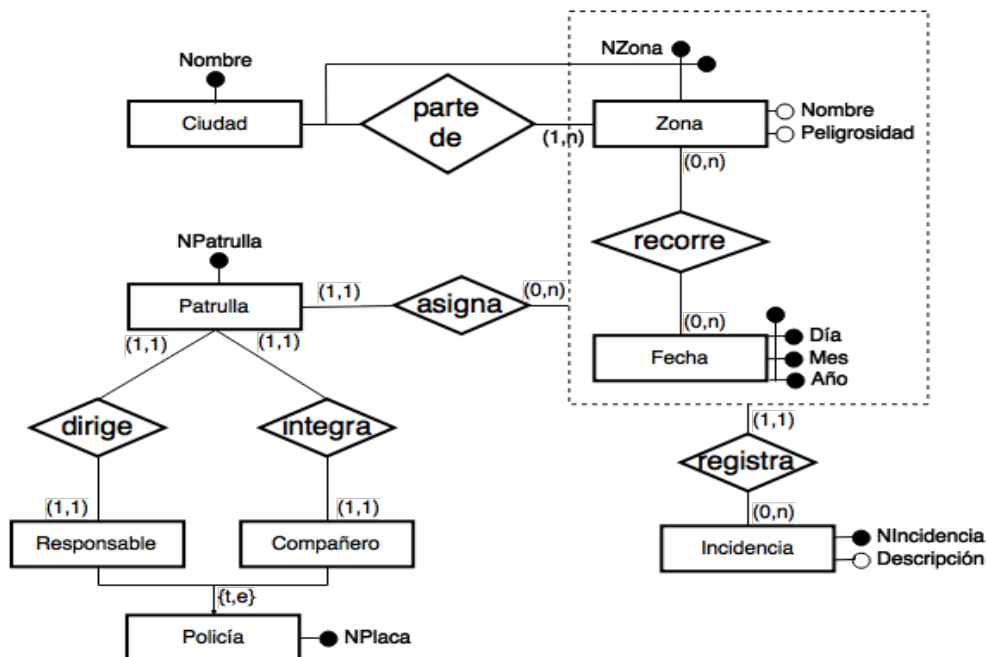 NZona
Nombre
Ciudad
parte
de
(1,n)
Zona
Nombre
Peligrosidad
(0,n)
recorre
NPatrulla
Patrulla
(1,1)
asigna
(0,n)
(0,n)
Fecha
Día
Mes
Año
(1,1)
(1,1)
dirige
integra
(1,1)
registra
(1,1)
(1,1)
(0,n)
Responsable
Compañero
Incidencia
NIncidencia
Descripción
{t,e}
Policía
NPlaca